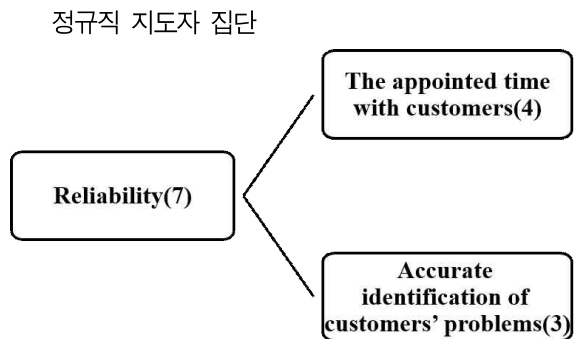 정규직 지도자 집단
The appointed time
with customers(4)
Reliability(7)
Accurate
identification of
customers’ problems(3)